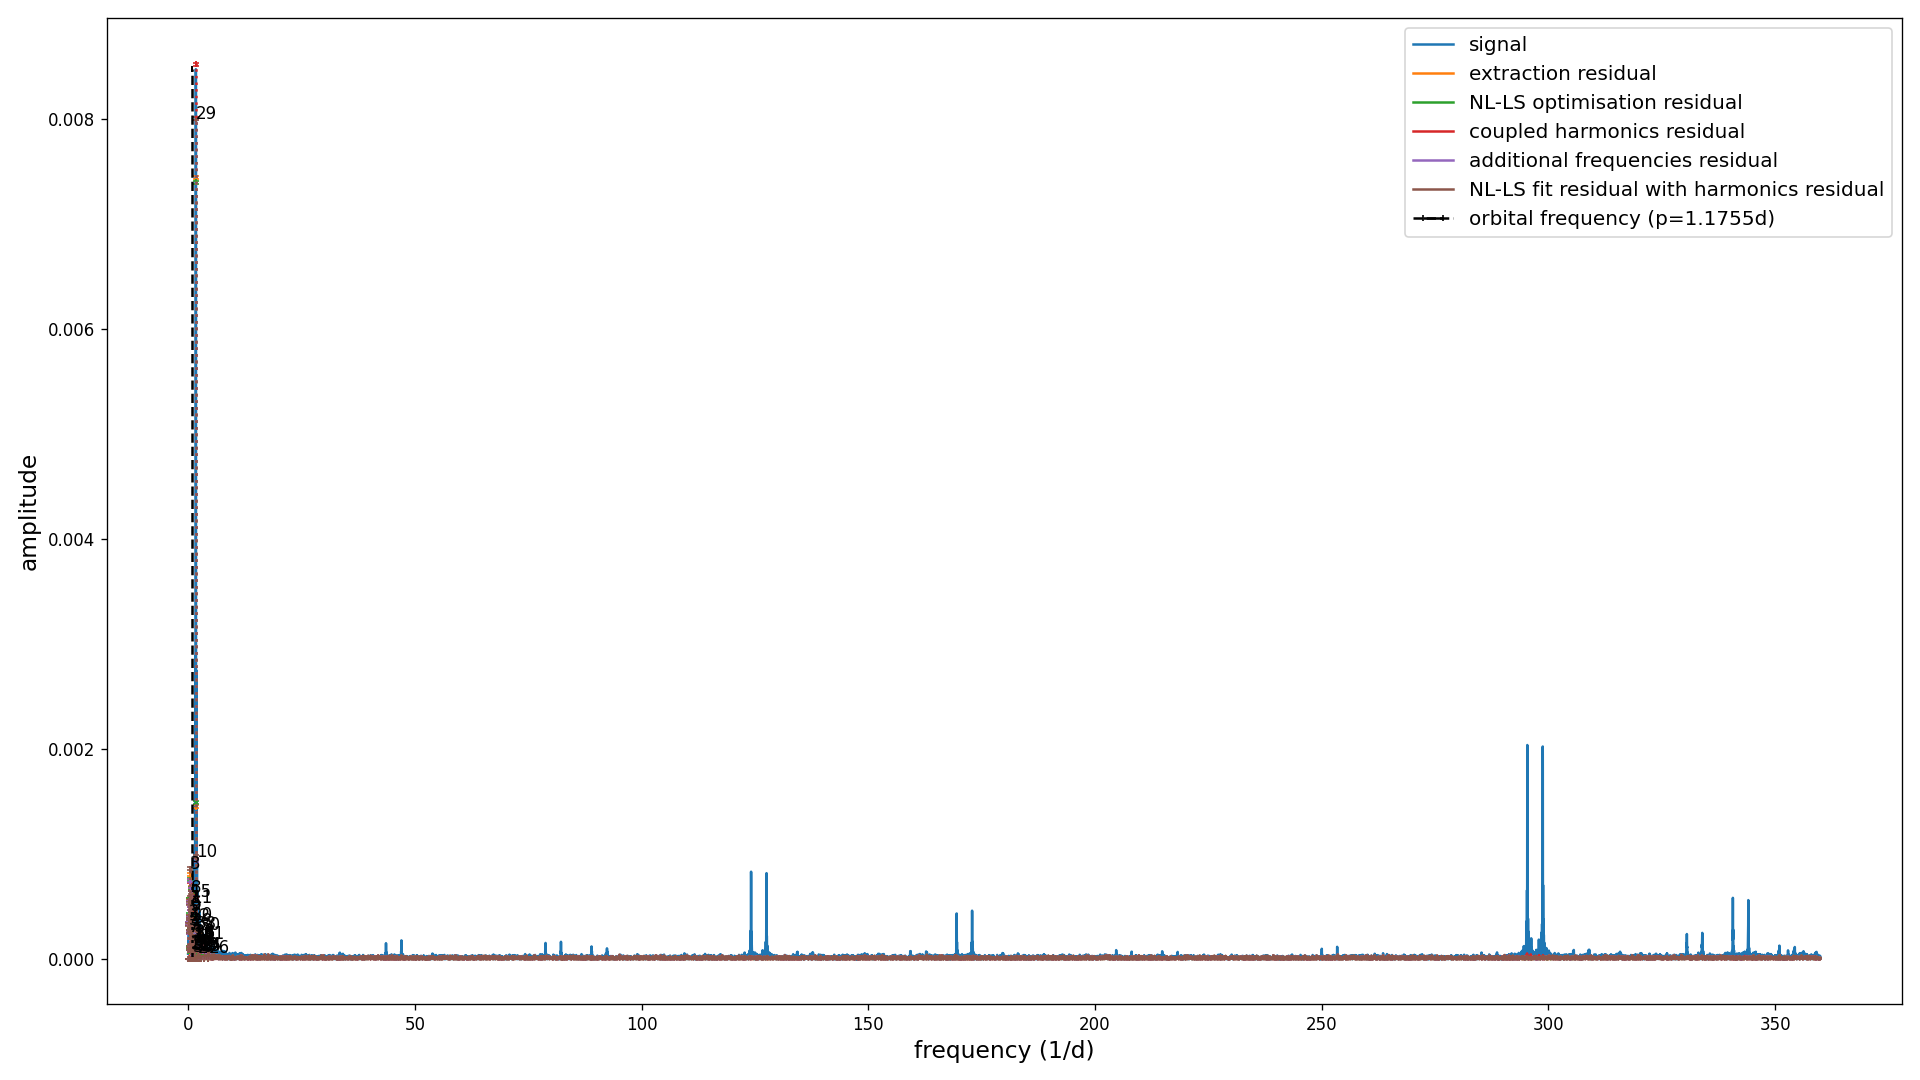 signal
extraction residual
NL-LS optimisation residual
coupled harmonics residual
additional frequencies residual
NL-LS fit residual with harmonics residual
orbital frequency (p=1.1755d)
0.008
0.006
0.004
0.002
0.000
amplitude
29
10
0
50
100
150
200
250
300
350
frequency (1/d)